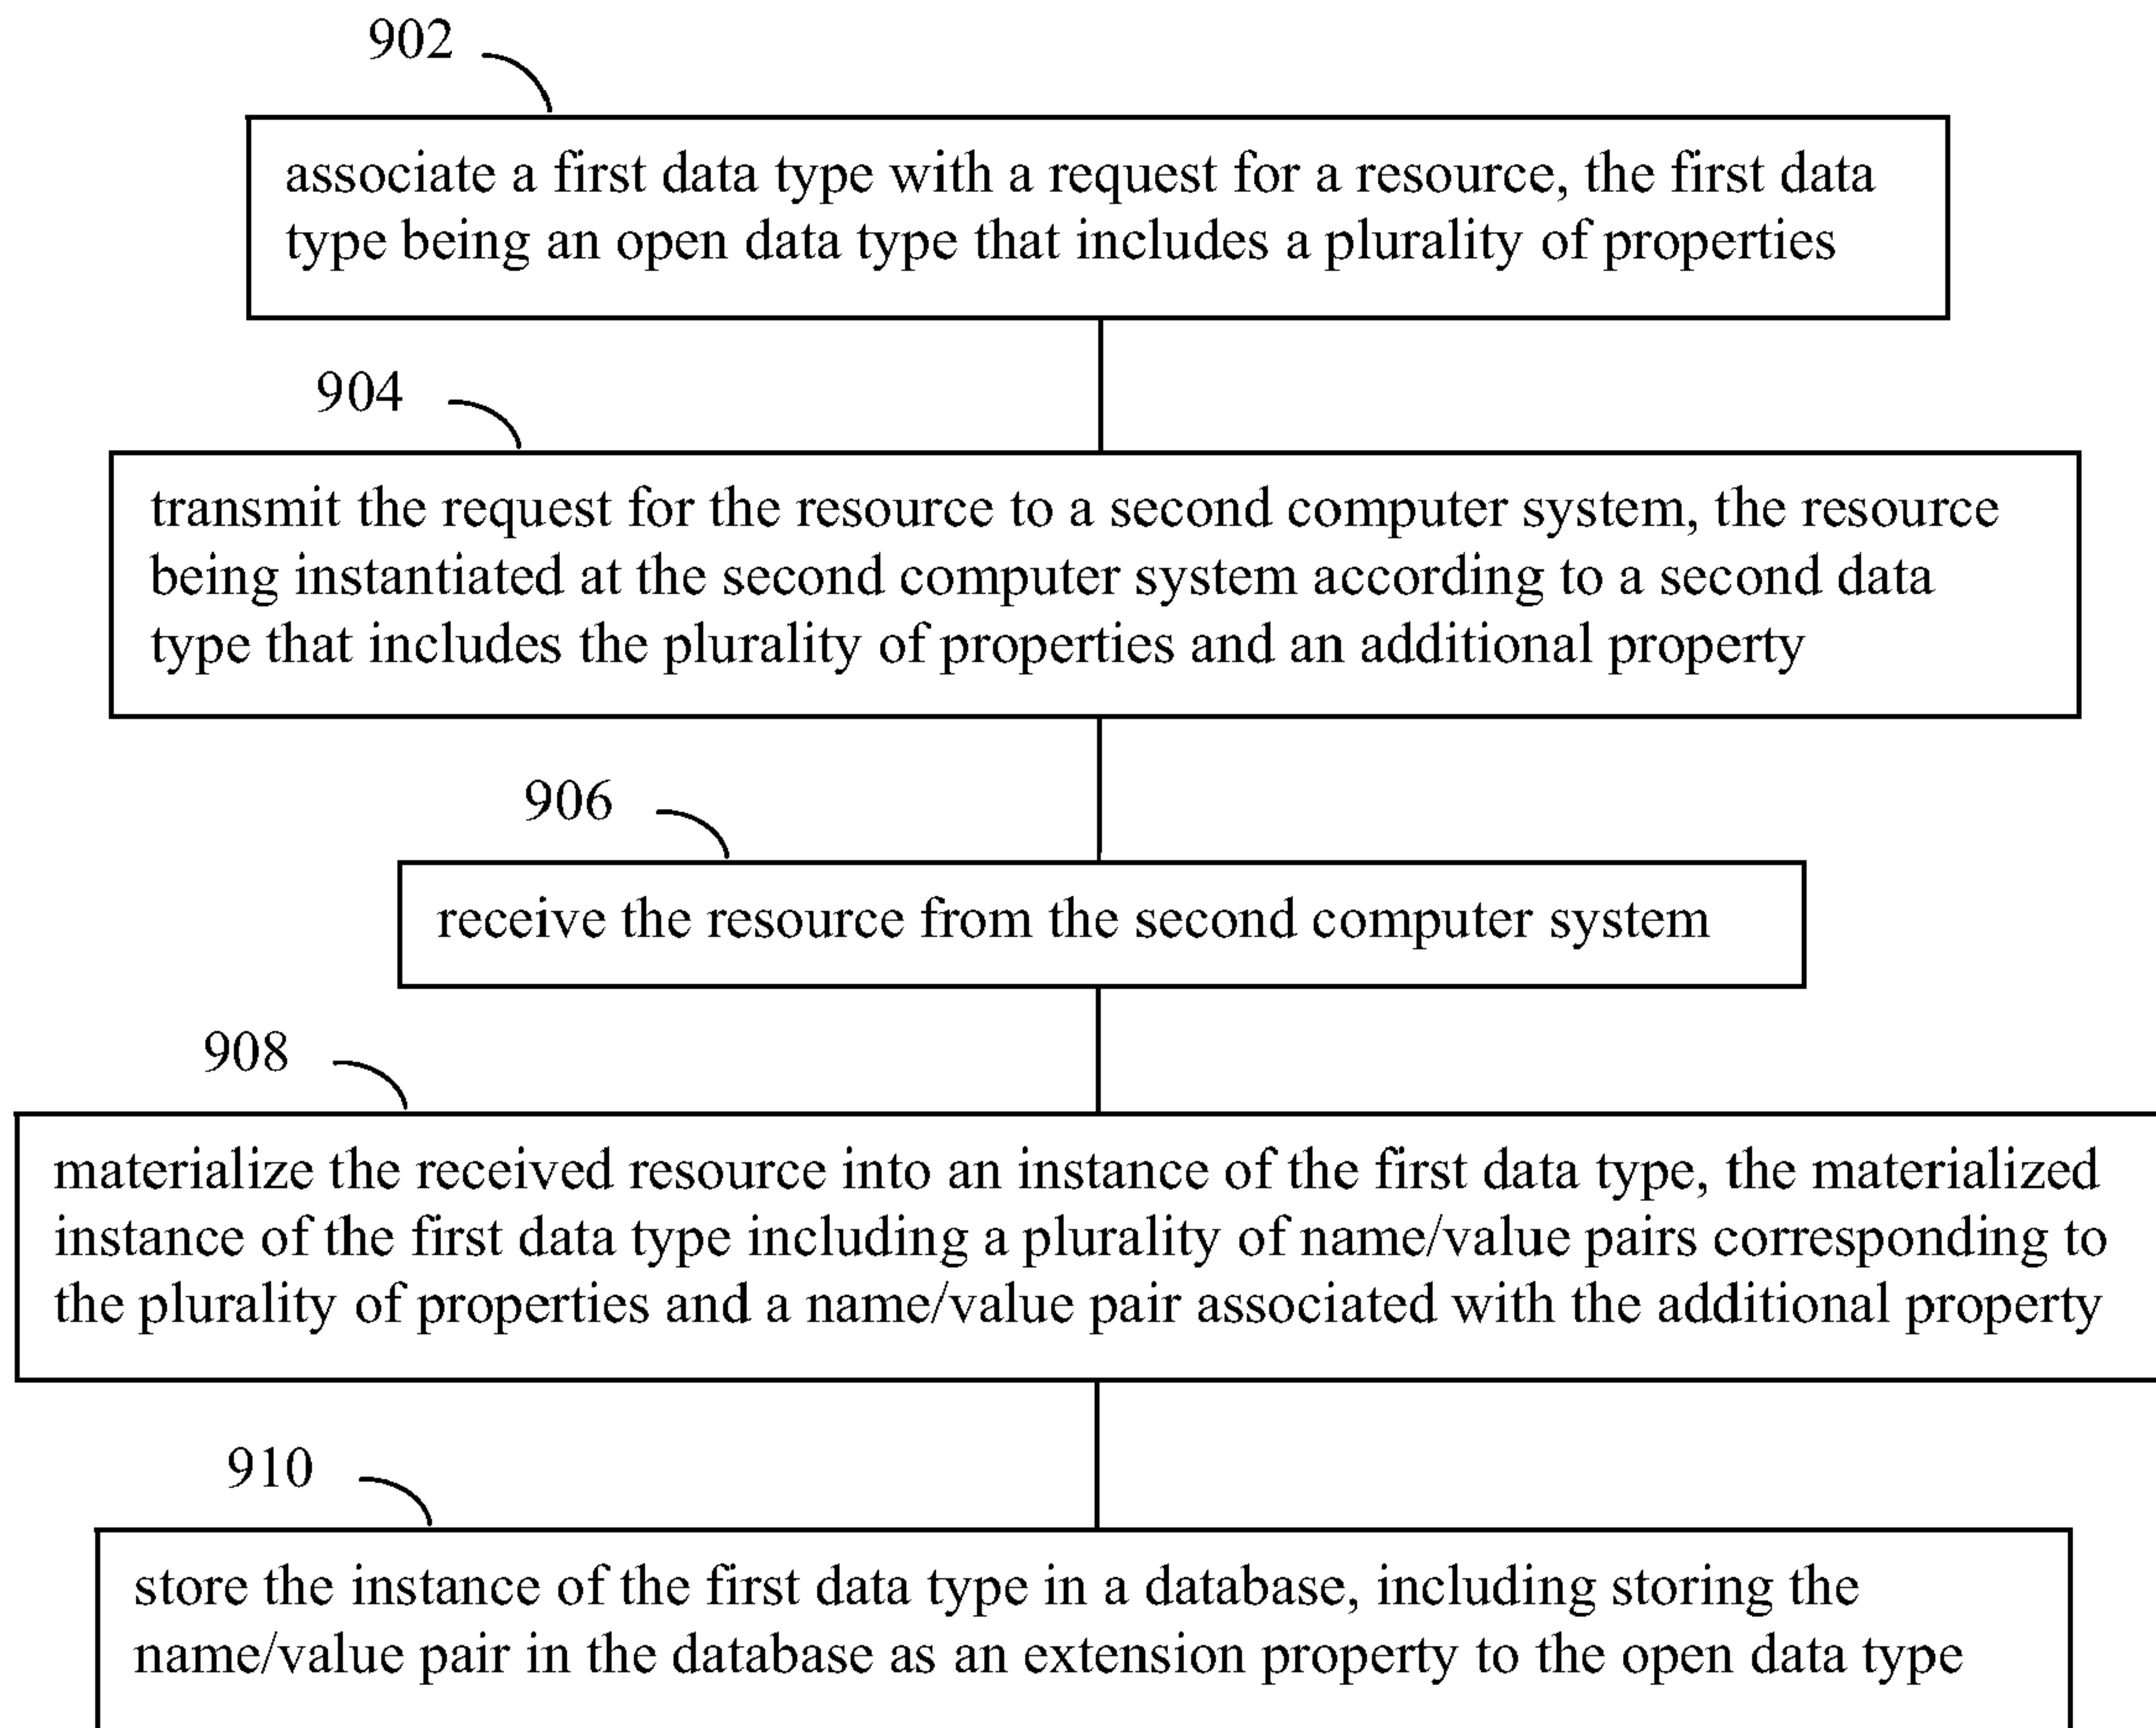 902
associate a first data type with a request for a resource, the first data
type being an open data type that includes a plurality of properties
904
transmit the request for the resource to a second computer system, the resource
being instantiated at the second computer system according to a second data
type that includes the plurality of properties and an additional property
906
receive the resource from the second computer system
908
materialize the received resource into an instance of the first data type, the materialized
instance of the first data type including a plurality of name/value pairs corresponding to
the plurality of properties and a name/value pair associated with the additional property
910
store the instance of the first data type in a database, including storing the
name/value pair in the database as an extension property to the open data type